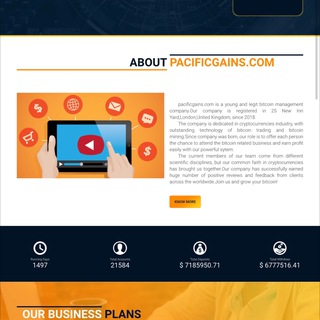 ABOUT PACIFICGAINS.COM
pacificgains.com is a young and legt bitcoin management
company.Our company is registered in 25 New Inn
Yard,London,United Kingdom, since 2018.
The company is dedicated in cryptocurrencies industry, with
outstanding technology of bitcoin trading and bitcoin
mining.Since company was born, our role is to offer each person
the chance to attend the bitcoin related business and earn profit
easily with our powerful sytem.
The current members of our team come from different
scientific disciplines, but our common faith in cryptocurrencies
has brought us together.Our company has successfully earned
huge number of positive reviews and feedback from clients
across the worldwide.Join us and grow your bitcoin!
KNOW MORE
Running Days
1497
Total Accounts
21584
Total Deposits
$ 7185950.71
Total Withdrew
$ 6777516.41
OUR BUSINESS PLANS